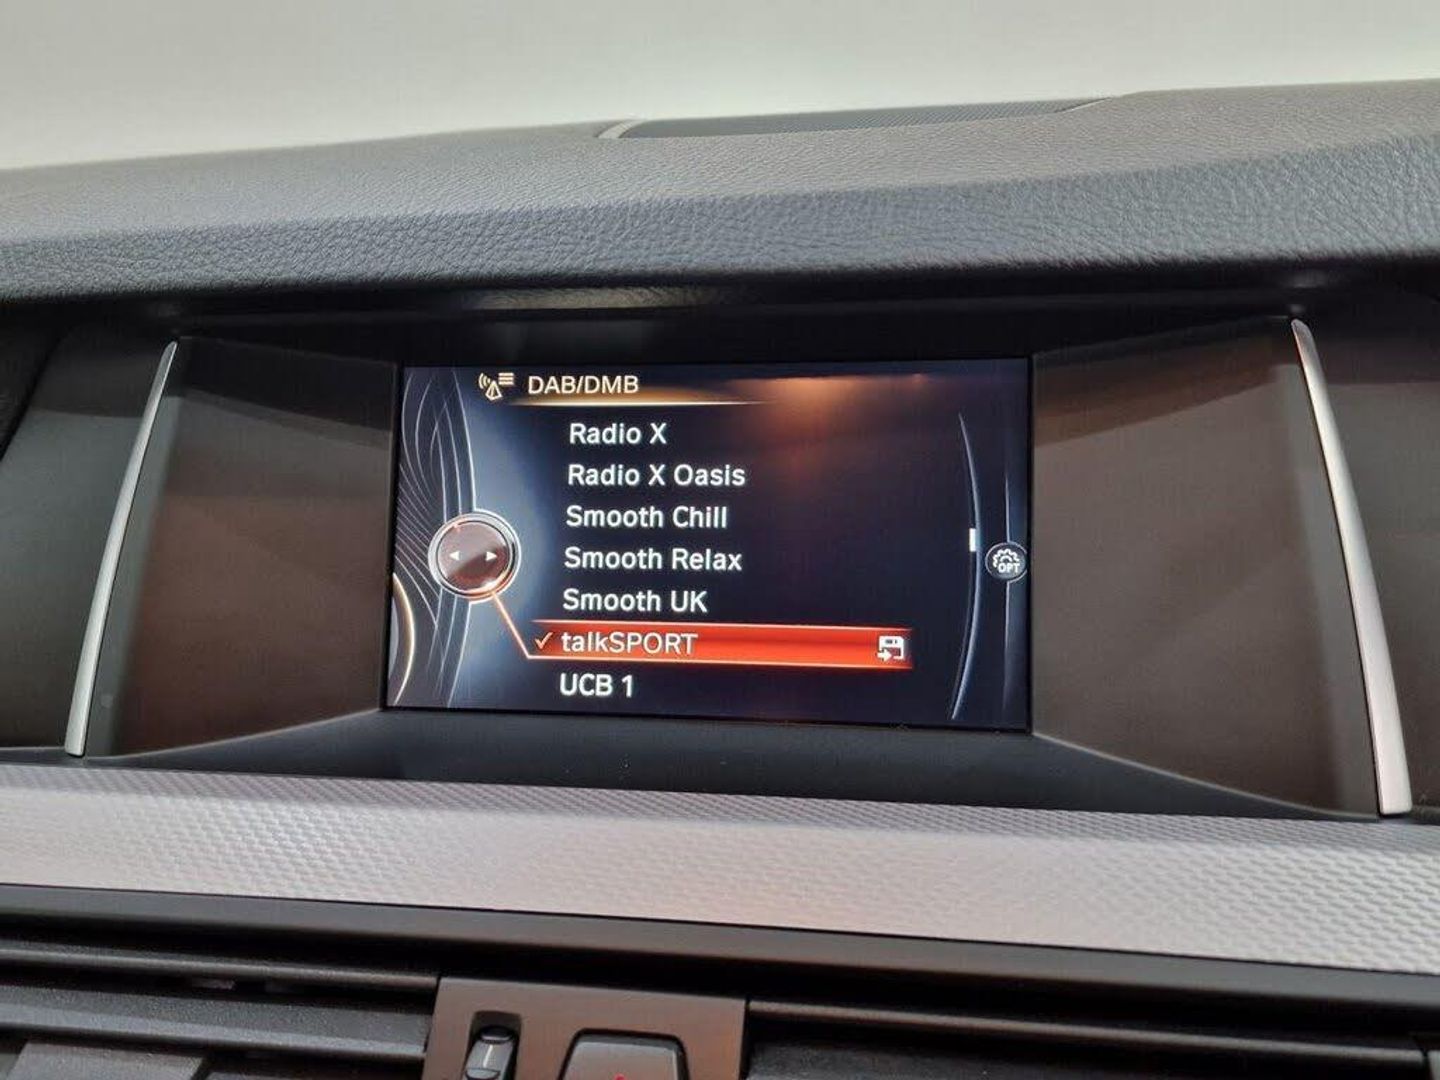 DAB/DMB
Radio X
Radio X Oasis
Smooth Chill
Smooth Relax
Smooth UK
✓ talkSPORT
UCB 1
OPT